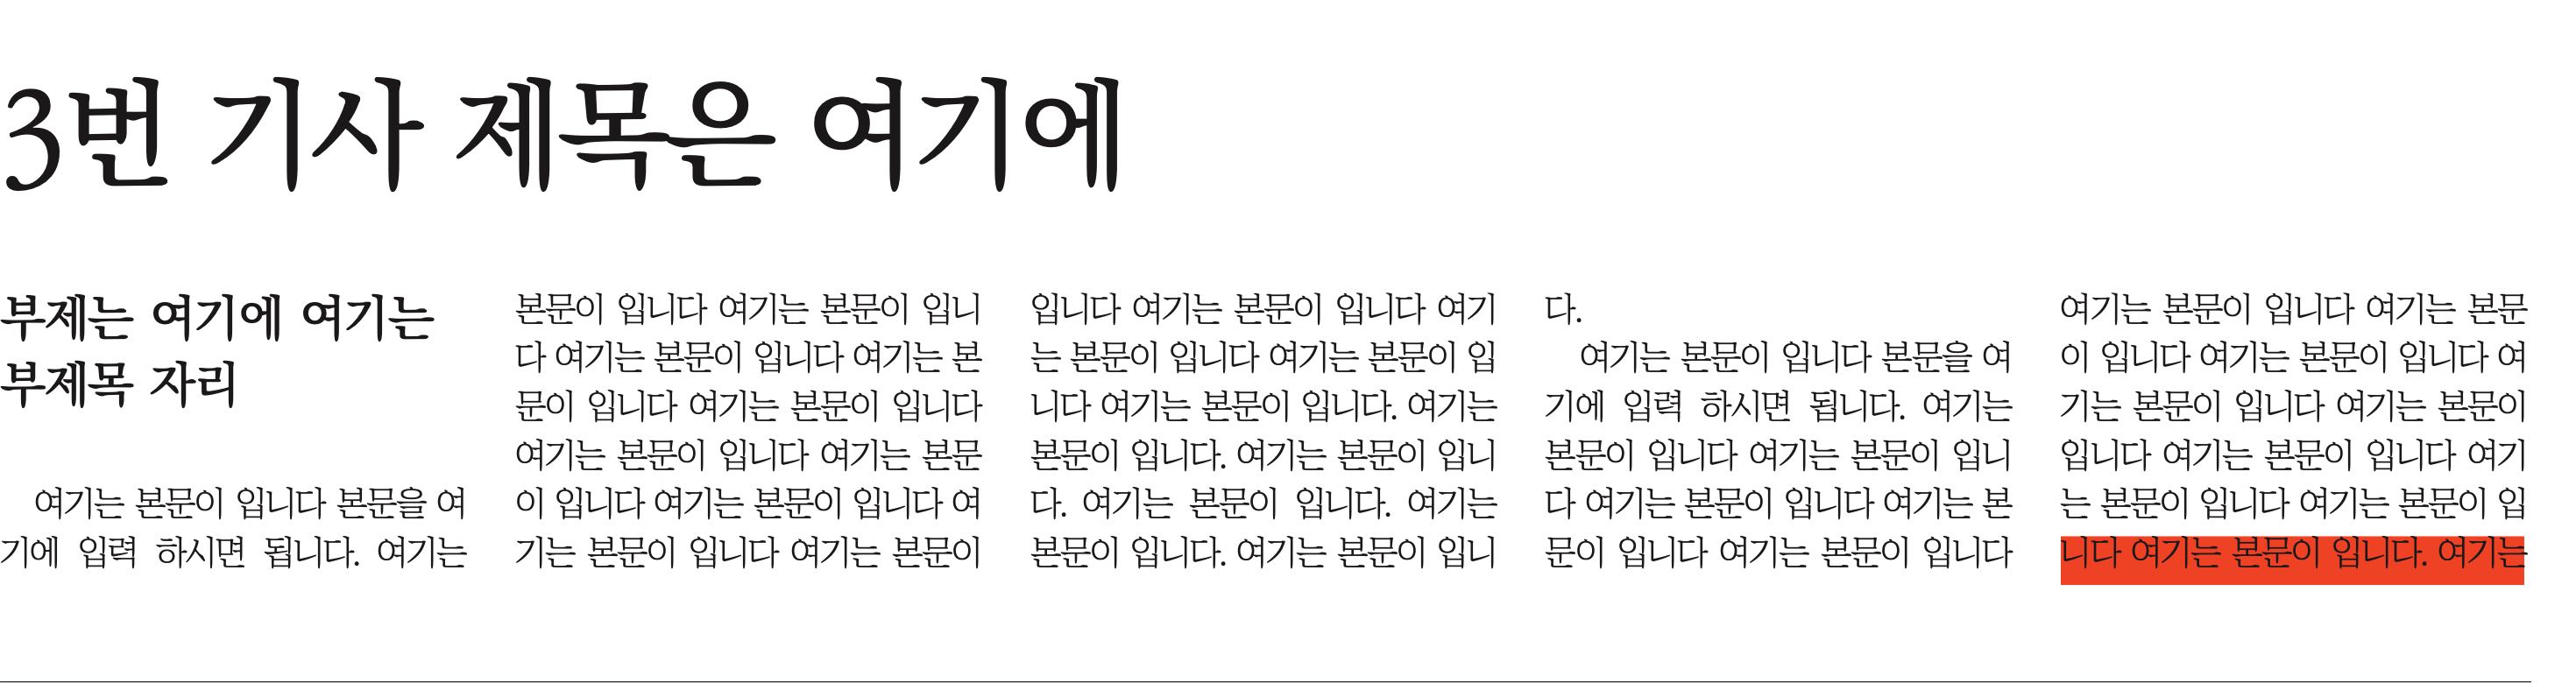 3번 기사 제목은 여기에
부제는 여기에 여기는
부제목 자리
여기는 본문이 입니다 본문을 여
기에 입력 하시면 됩니다. 여기는
본문이 입니다 여기는 본문이 입니
다 여기는 본문이 입니다 여기는 본
문이 입니다 여기는 본문이 입니다
여기는 본문이 입니다 여기는 본문
이 입니다 여기는 본문이 입니다 여
기는 본문이 입니다 여기는 본문이
입니다 여기는 본문이 입니다 여기
는 본문이 입니다 여기는 본문이 입
니다 여기는 본문이 입니다. 여기는
본문이 입니다. 여기는 본문이 입니
다. 여기는 본문이 입니다. 여기는
본문이 입니다. 여기는 본문이 입니
다.
여기는 본문이 입니다 본문을 여
기에 입력 하시면 됩니다. 여기는
본문이 입니다 여기는 본문이 입니
다 여기는 본문이 입니다 여기는 본
문이 입니다 여기는 본문이 입니다
여기는 본문이 입니다 여기는 본문
이 입니다 여기는 본문이 입니다 여
기는 본문이 입니다 여기는 본문이
입니다 여기는 본문이 입니다 여기
는 본문이 입니다 여기는 본문이 입
니다 여기는 본문이 입니다. 여기는